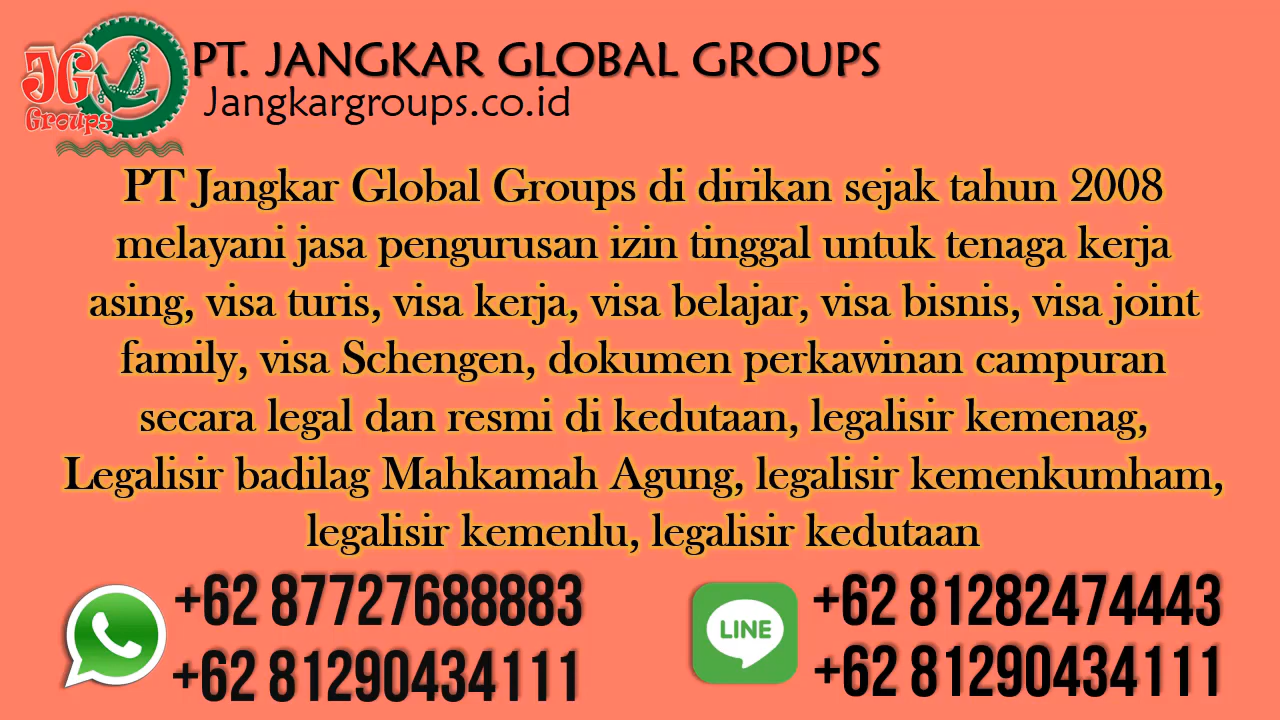 JG
Groups
PT. JANGKAR GLOBAL GROUPS
Jangkargroups.co.id
PT Jangkar Global Groups di dirikan sejak tahun 2008
melayani jasa pengurusan izin tinggal untuk tenaga kerja
asing, visa turis, visa kerja, visa belajar, visa bisnis, visa joint
family, visa Schengen, dokumen perkawinan campuran
secara legal dan resmi di kedutaan, legalisir kemenag,
Legalisir badilag Mahkamah Agung, legalisir kemenkumham,
legalisir kemenlu, legalisir kedutaan
+62 87727688883
+62 81290434111
LINE
+62 81282474443
+62 81290434111